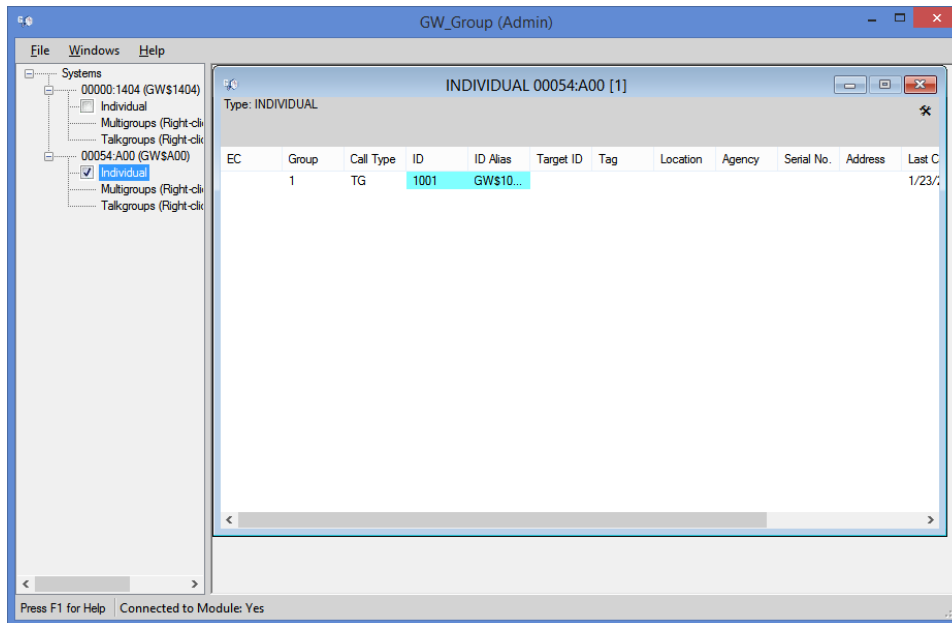 GW_Group (Admin)
File Windows Help
Systems
00000:1404 (GW$1404)
Individual
Multigroups (Right-cli
Talkgroups (Right-clic
00054:A00 (GW$A00)
Individual
Multigroups (Right-cli
Talkgroups (Right-clic
INDIVIDUAL 00054:A00 [1]
Type: INDIVIDUAL
EC Group Call Type ID ID Alias Target ID Tag Location Agency Serial No. Address Last C
1 TG 1001 GW$10... 1/23/2
Press F1 for Help Connected to Module: Yes